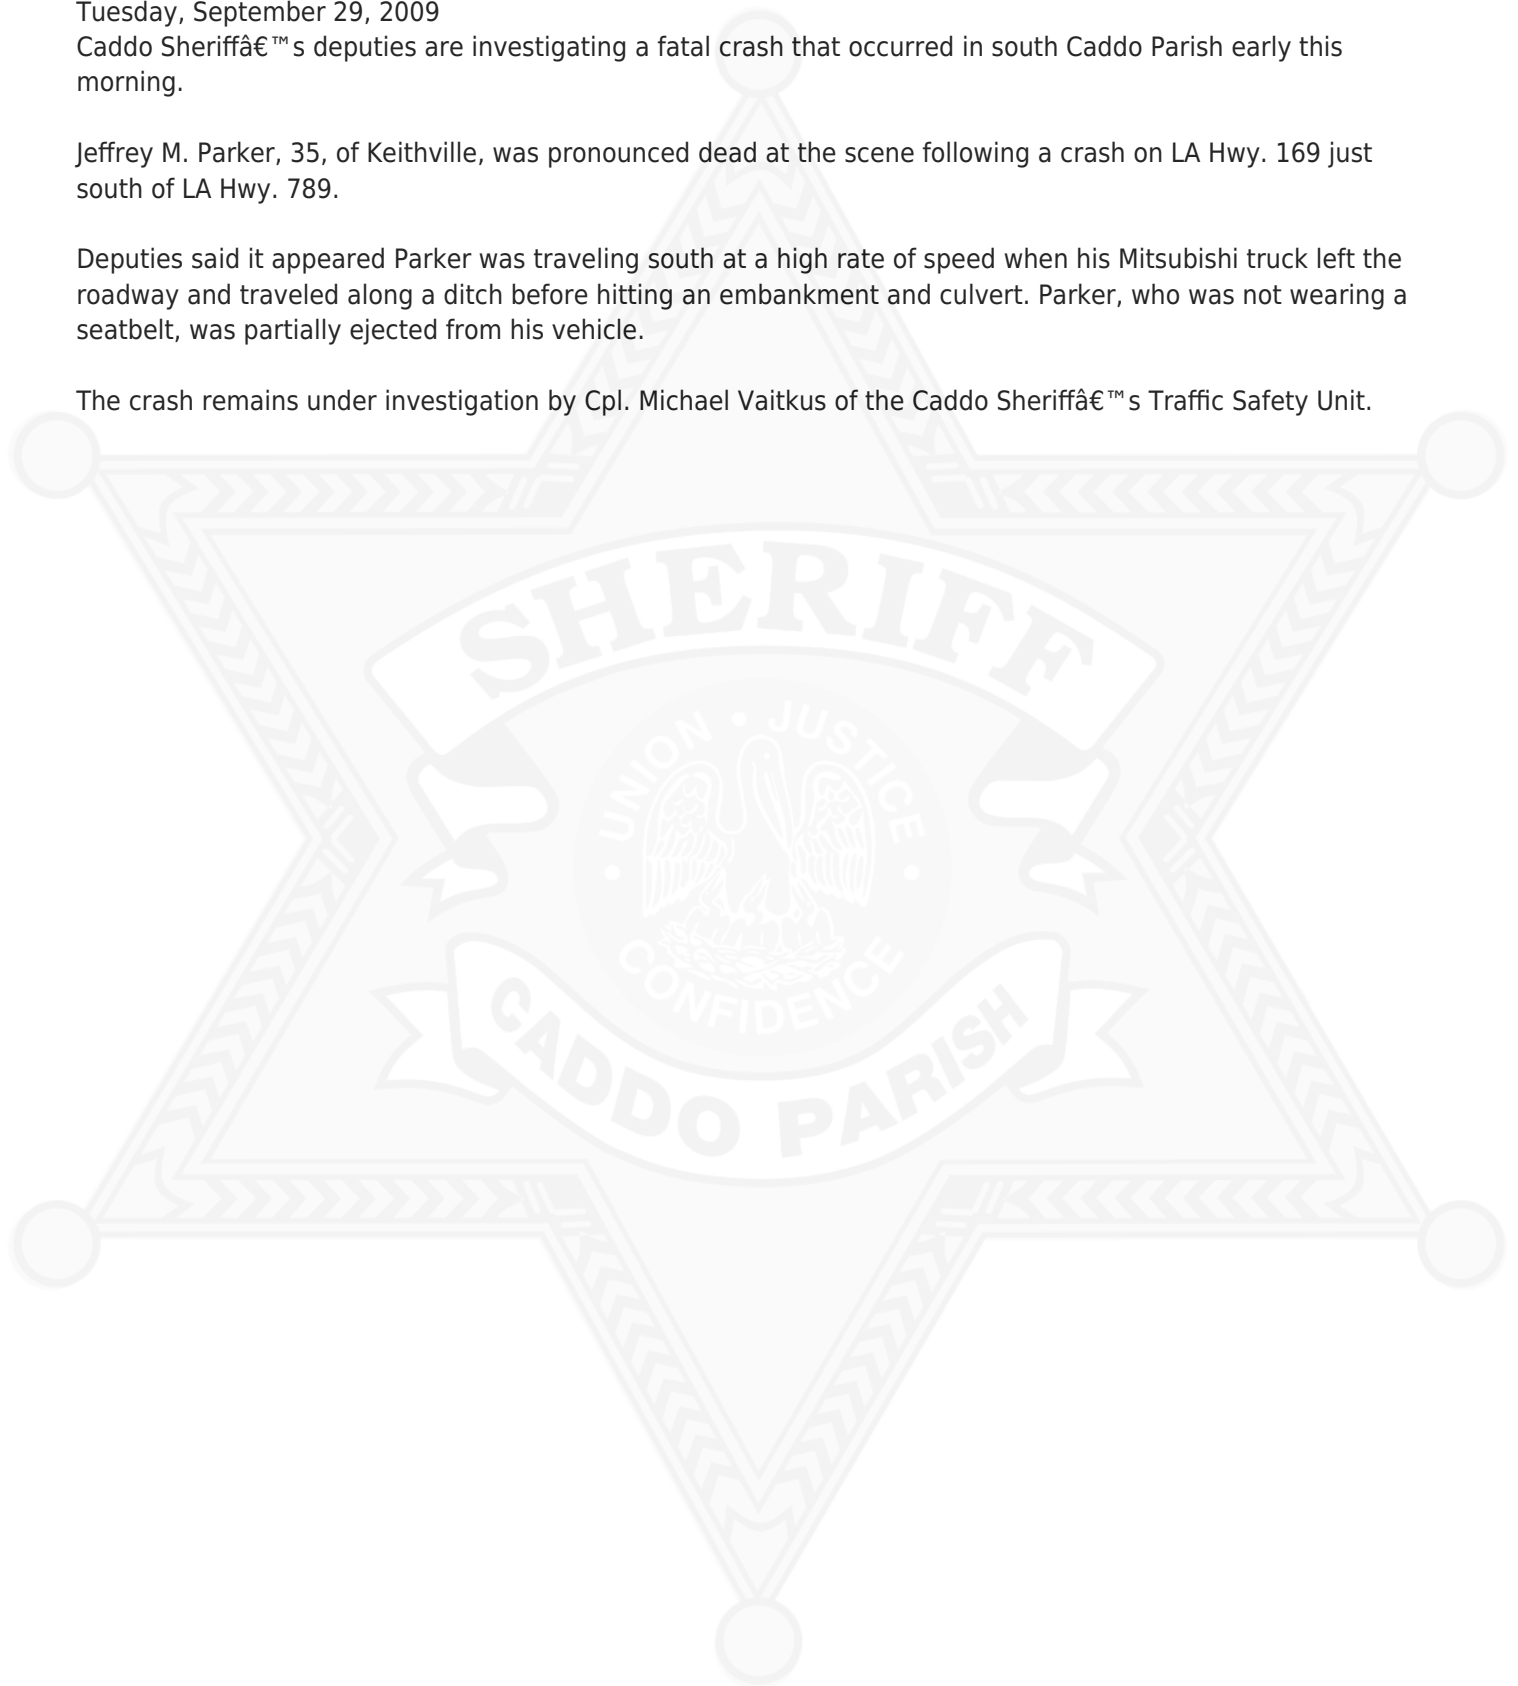 Tuesday, September 29, 2009
Caddo Sheriffâ€™s deputies are investigating a fatal crash that occurred in south Caddo Parish early this
morning.
Jeffrey M. Parker, 35, of Keithville, was pronounced dead at the scene following a crash on LA Hwy. 169 just
south of LA Hwy. 789.
Deputies said it appeared Parker was traveling south at a high rate of speed when his Mitsubishi truck left the
roadway and traveled along a ditch before hitting an embankment and culvert. Parker, who was not wearing a
seatbelt, was partially ejected from his vehicle.
The crash remains under investigation by Cpl. Michael Vaitkus of the Caddo Sheriffâ€™s Traffic Safety Unit.
SHERIFF
UNION • JUSTICE
• CONFIDENCE •
CADDO PARISH